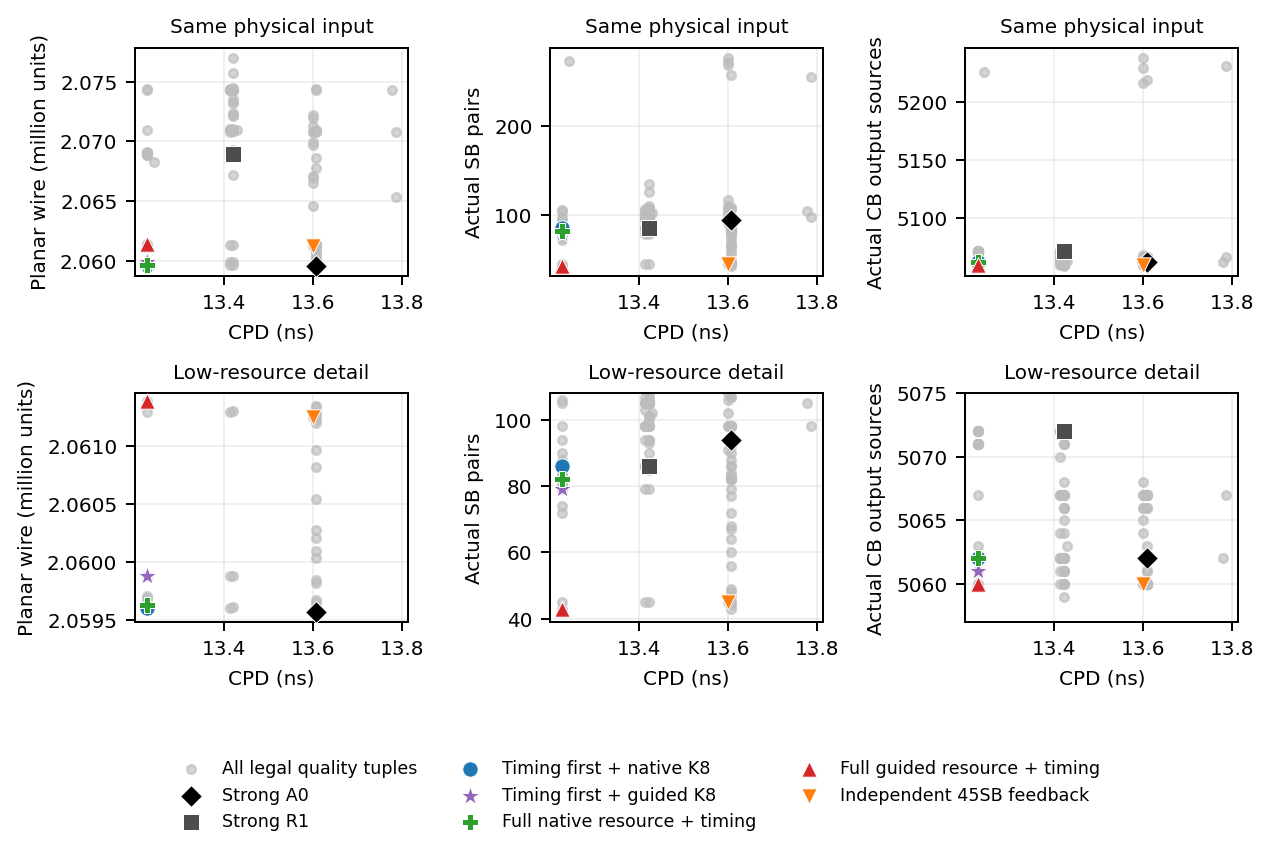 Same physical input
Same physical input
Same physical input
Planar wire (million units)
2.075
2.070
2.065
2.060
13.4
13.6
13.8
CPD (ns)
Actual SB pairs
200
100
13.4
13.6
13.8
CPD (ns)
Actual CB output sources
5200
5150
5100
13.4
13.6
13.8
CPD (ns)
Low-resource detail
Low-resource detail
Low-resource detail
Planar wire (million units)
2.0610
2.0605
2.0600
2.0595
13.4
13.6
13.8
CPD (ns)
Actual SB pairs
100
80
60
40
13.4
13.6
13.8
CPD (ns)
Actual CB output sources
5075
5070
5065
5060
13.4
13.6
13.8
CPD (ns)
All legal quality tuples
Strong A0
Strong R1
Timing first + native K8
Timing first + guided K8
Full native resource + timing
Full guided resource + timing
Independent 45SB feedback